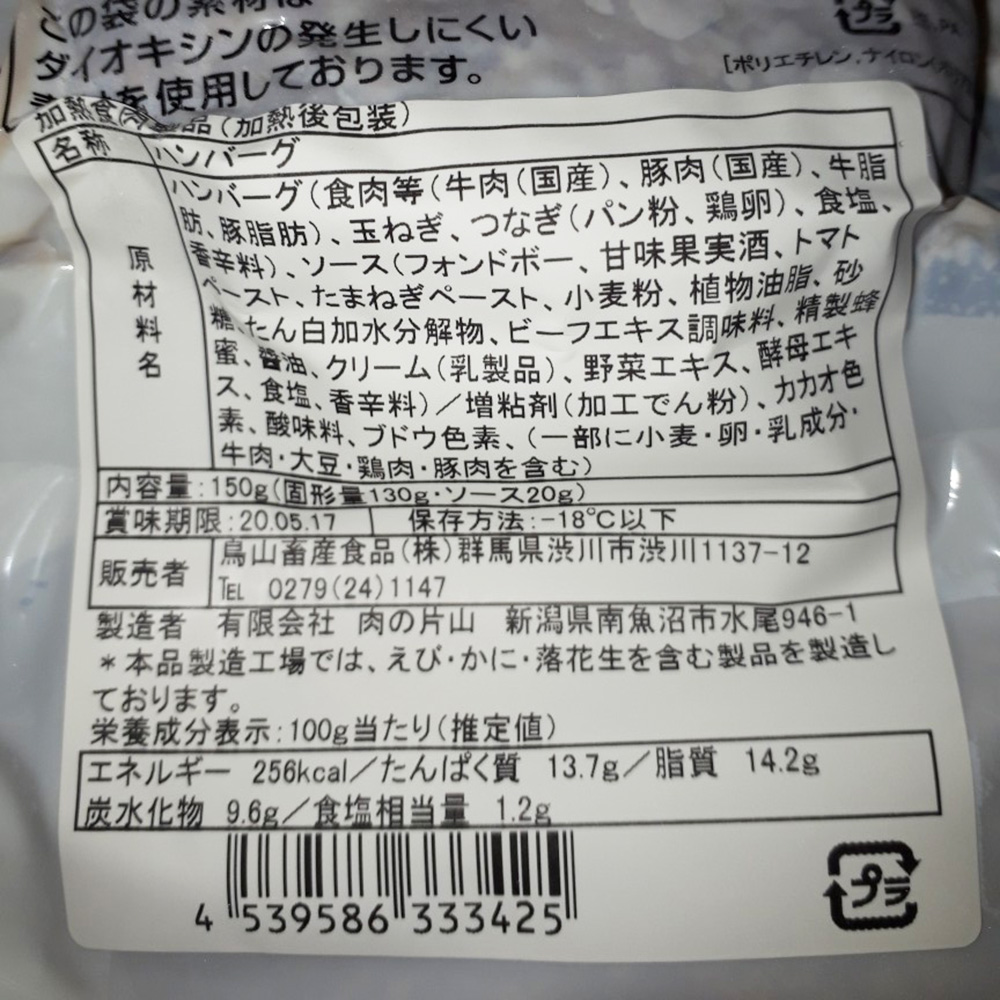 この袋の素材は
ダイオキシンの発生しにくい
を使用しております。
プラ
[ポリエチレン,ナイロン
加熱食肉製品(加熱後包装)
名称 ハンバーグ
原材料名
ハンバーグ(食肉等(牛肉(国産)、豚肉(国産)、牛脂
肪、豚脂肪)、玉ねぎ、つなぎ(パン粉、鶏卵)、食塩、
香辛料)、ソース(フォンドボー、甘味果実酒、トマト
ペースト、たまねぎペースト、小麦粉、植物油脂、砂
糖、たん白加水分解物、ビーフエキス調味料、精製蜂
蜜、醤油、クリーム(乳製品)、野菜エキス、酵母エキ
ス、食塩、香辛料)/増粘剤(加工でん粉)、カカオ色
素、酸味料、ブドウ色素、(一部に小麦・卵・乳成分・
牛肉・大豆・鶏肉・豚肉を含む)
内容量:150g(固形量130g・ソース20g)
賞味期限:20.05.17 保存方法:-18℃以下
販売者 鳥山畜産食品(株)群馬県渋川市渋川1137-12
TEL 0279(24)1147
製造者 有限会社 肉の片山 新潟県南魚沼市水尾946-1
*本品製造工場では、えび・かに・落花生を含む製品を製造し
ております。
栄養成分表示:100g当たり(推定値)
エネルギー 256kcal/たんぱく質 13.7g/脂質 14.2g
炭水化物 9.6g/食塩相当量 1.2g
4 539586 333425
プラ